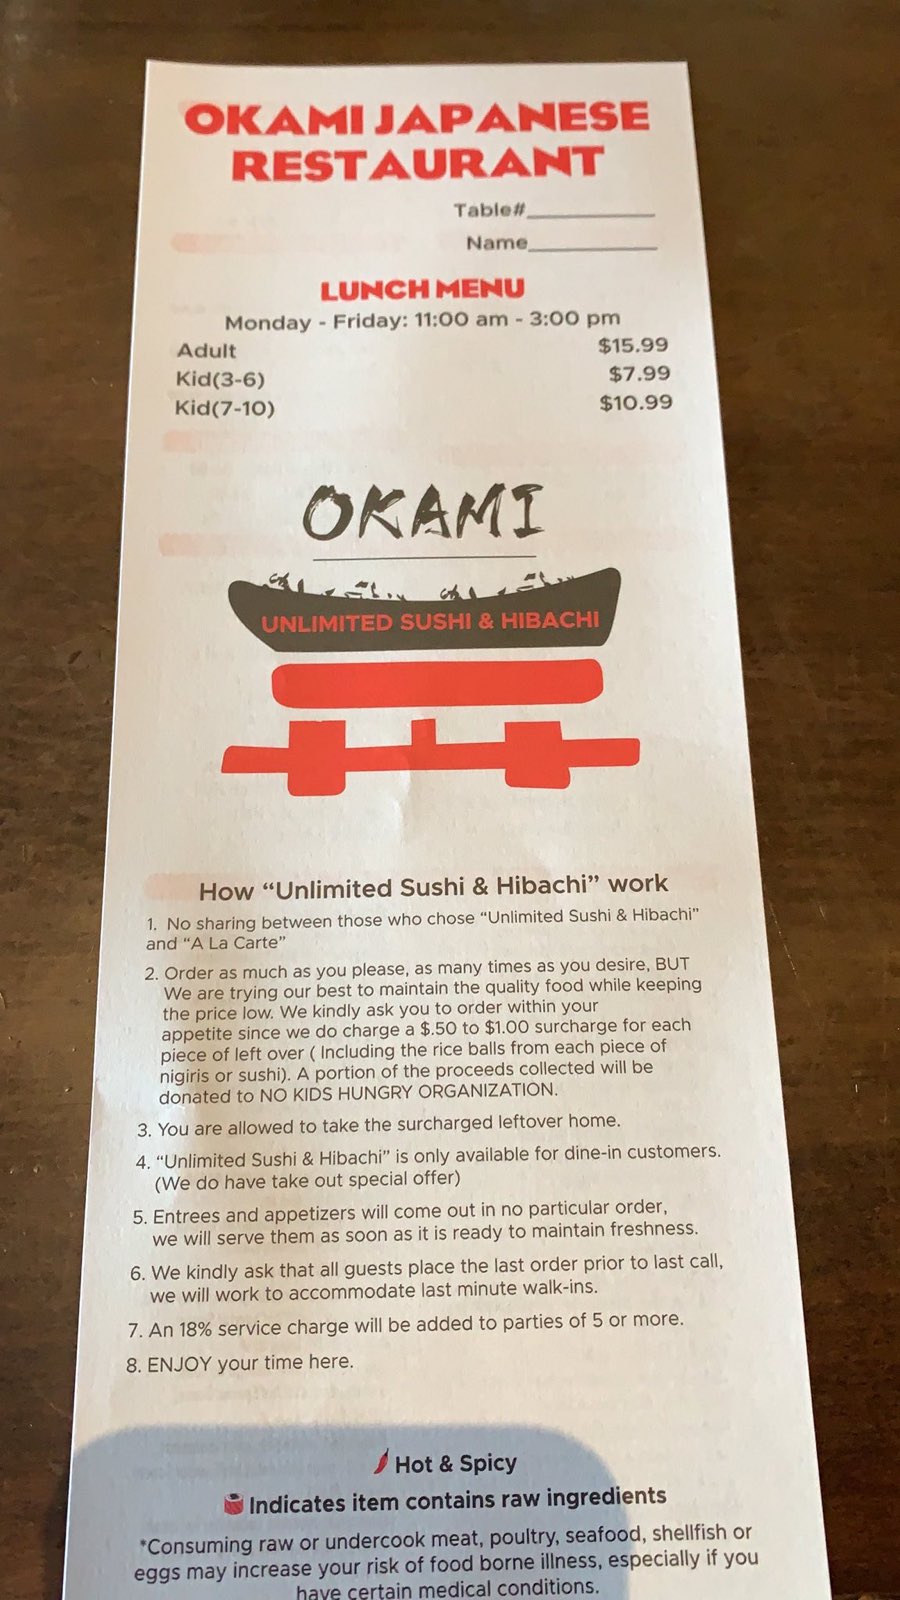 OKAMI JAPANESE
RESTAURANT
Table#
Name
LUNCH MENU
Monday - Friday: 11:00 am - 3:00 pm
Adult $15.99
Kid(3-6) $7.99
Kid(7-10) $10.99
OKAMI
UNLIMITED SUSHI & HIBACHI
How “Unlimited Sushi & Hibachi” work
1. No sharing between those who chose “Unlimited Sushi & Hibachi”
and “A La Carte”
2. Order as much as you please, as many times as you desire, BUT
We are trying our best to maintain the quality food while keeping
the price low. We kindly ask you to order within your
appetite since we do charge a $.50 to $1.00 surcharge for each
piece of left over ( Including the rice balls from each piece of
nigiris or sushi). A portion of the proceeds collected will be
donated to NO KIDS HUNGRY ORGANIZATION.
3. You are allowed to take the surcharged leftover home.
4. “Unlimited Sushi & Hibachi” is only available for dine-in customers.
(We do have take out special offer)
5. Entrees and appetizers will come out in no particular order,
we will serve them as soon as it is ready to maintain freshness.
6. We kindly ask that all guests place the last order prior to last call,
we will work to accommodate last minute walk-ins.
7. An 18% service charge will be added to parties of 5 or more.
8. ENJOY your time here.
Hot & Spicy
Indicates item contains raw ingredients
*Consuming raw or undercook meat, poultry, seafood, shellfish or
eggs may increase your risk of food borne illness, especially if you
have certain medical conditions.